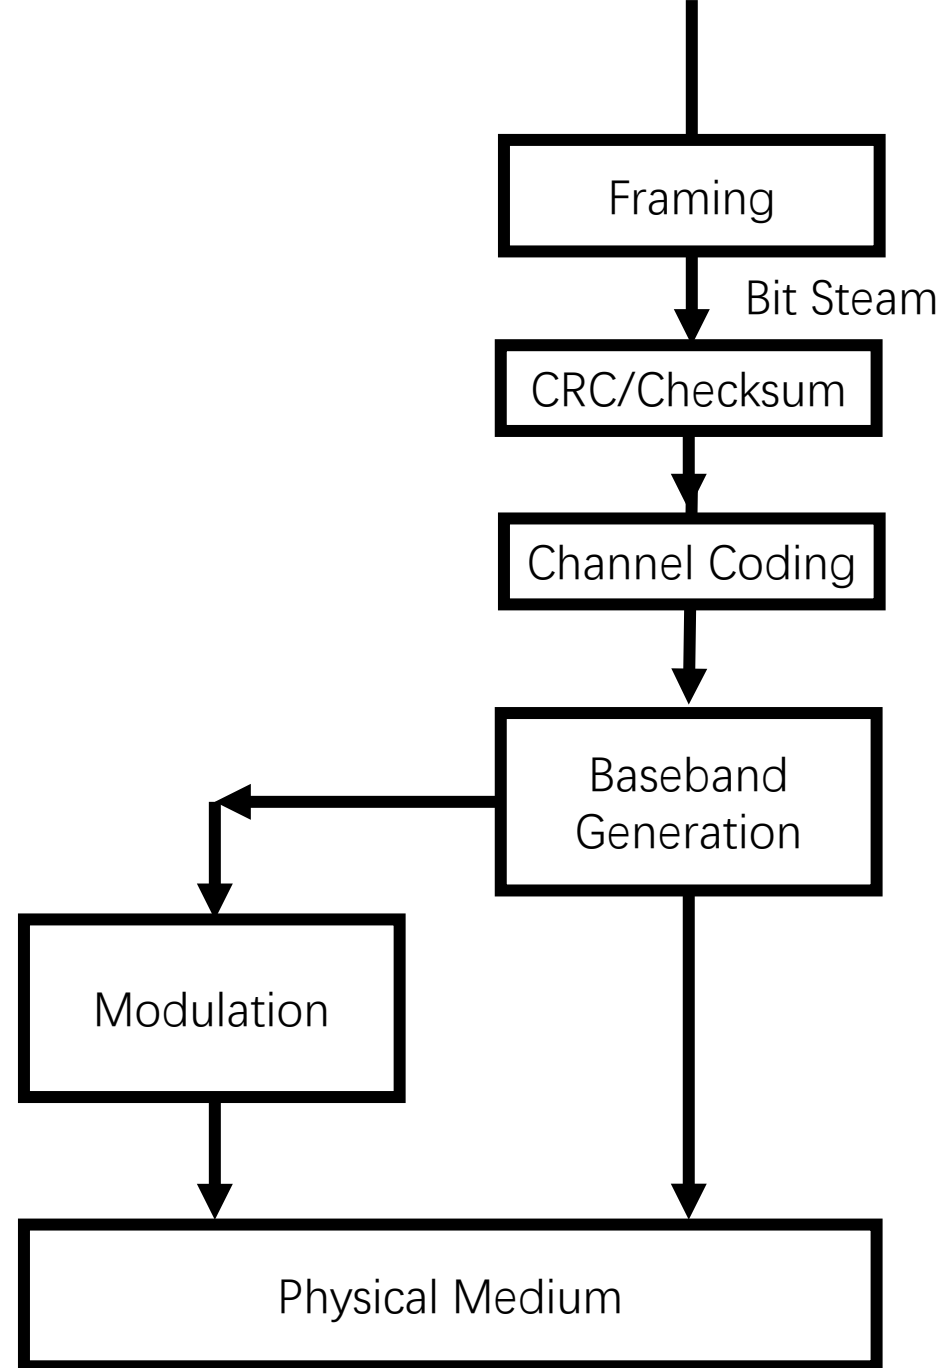 Framing
Bit Steam
CRC/Checksum
Channel Coding
Baseband
Generation
Modulation
Physical Medium